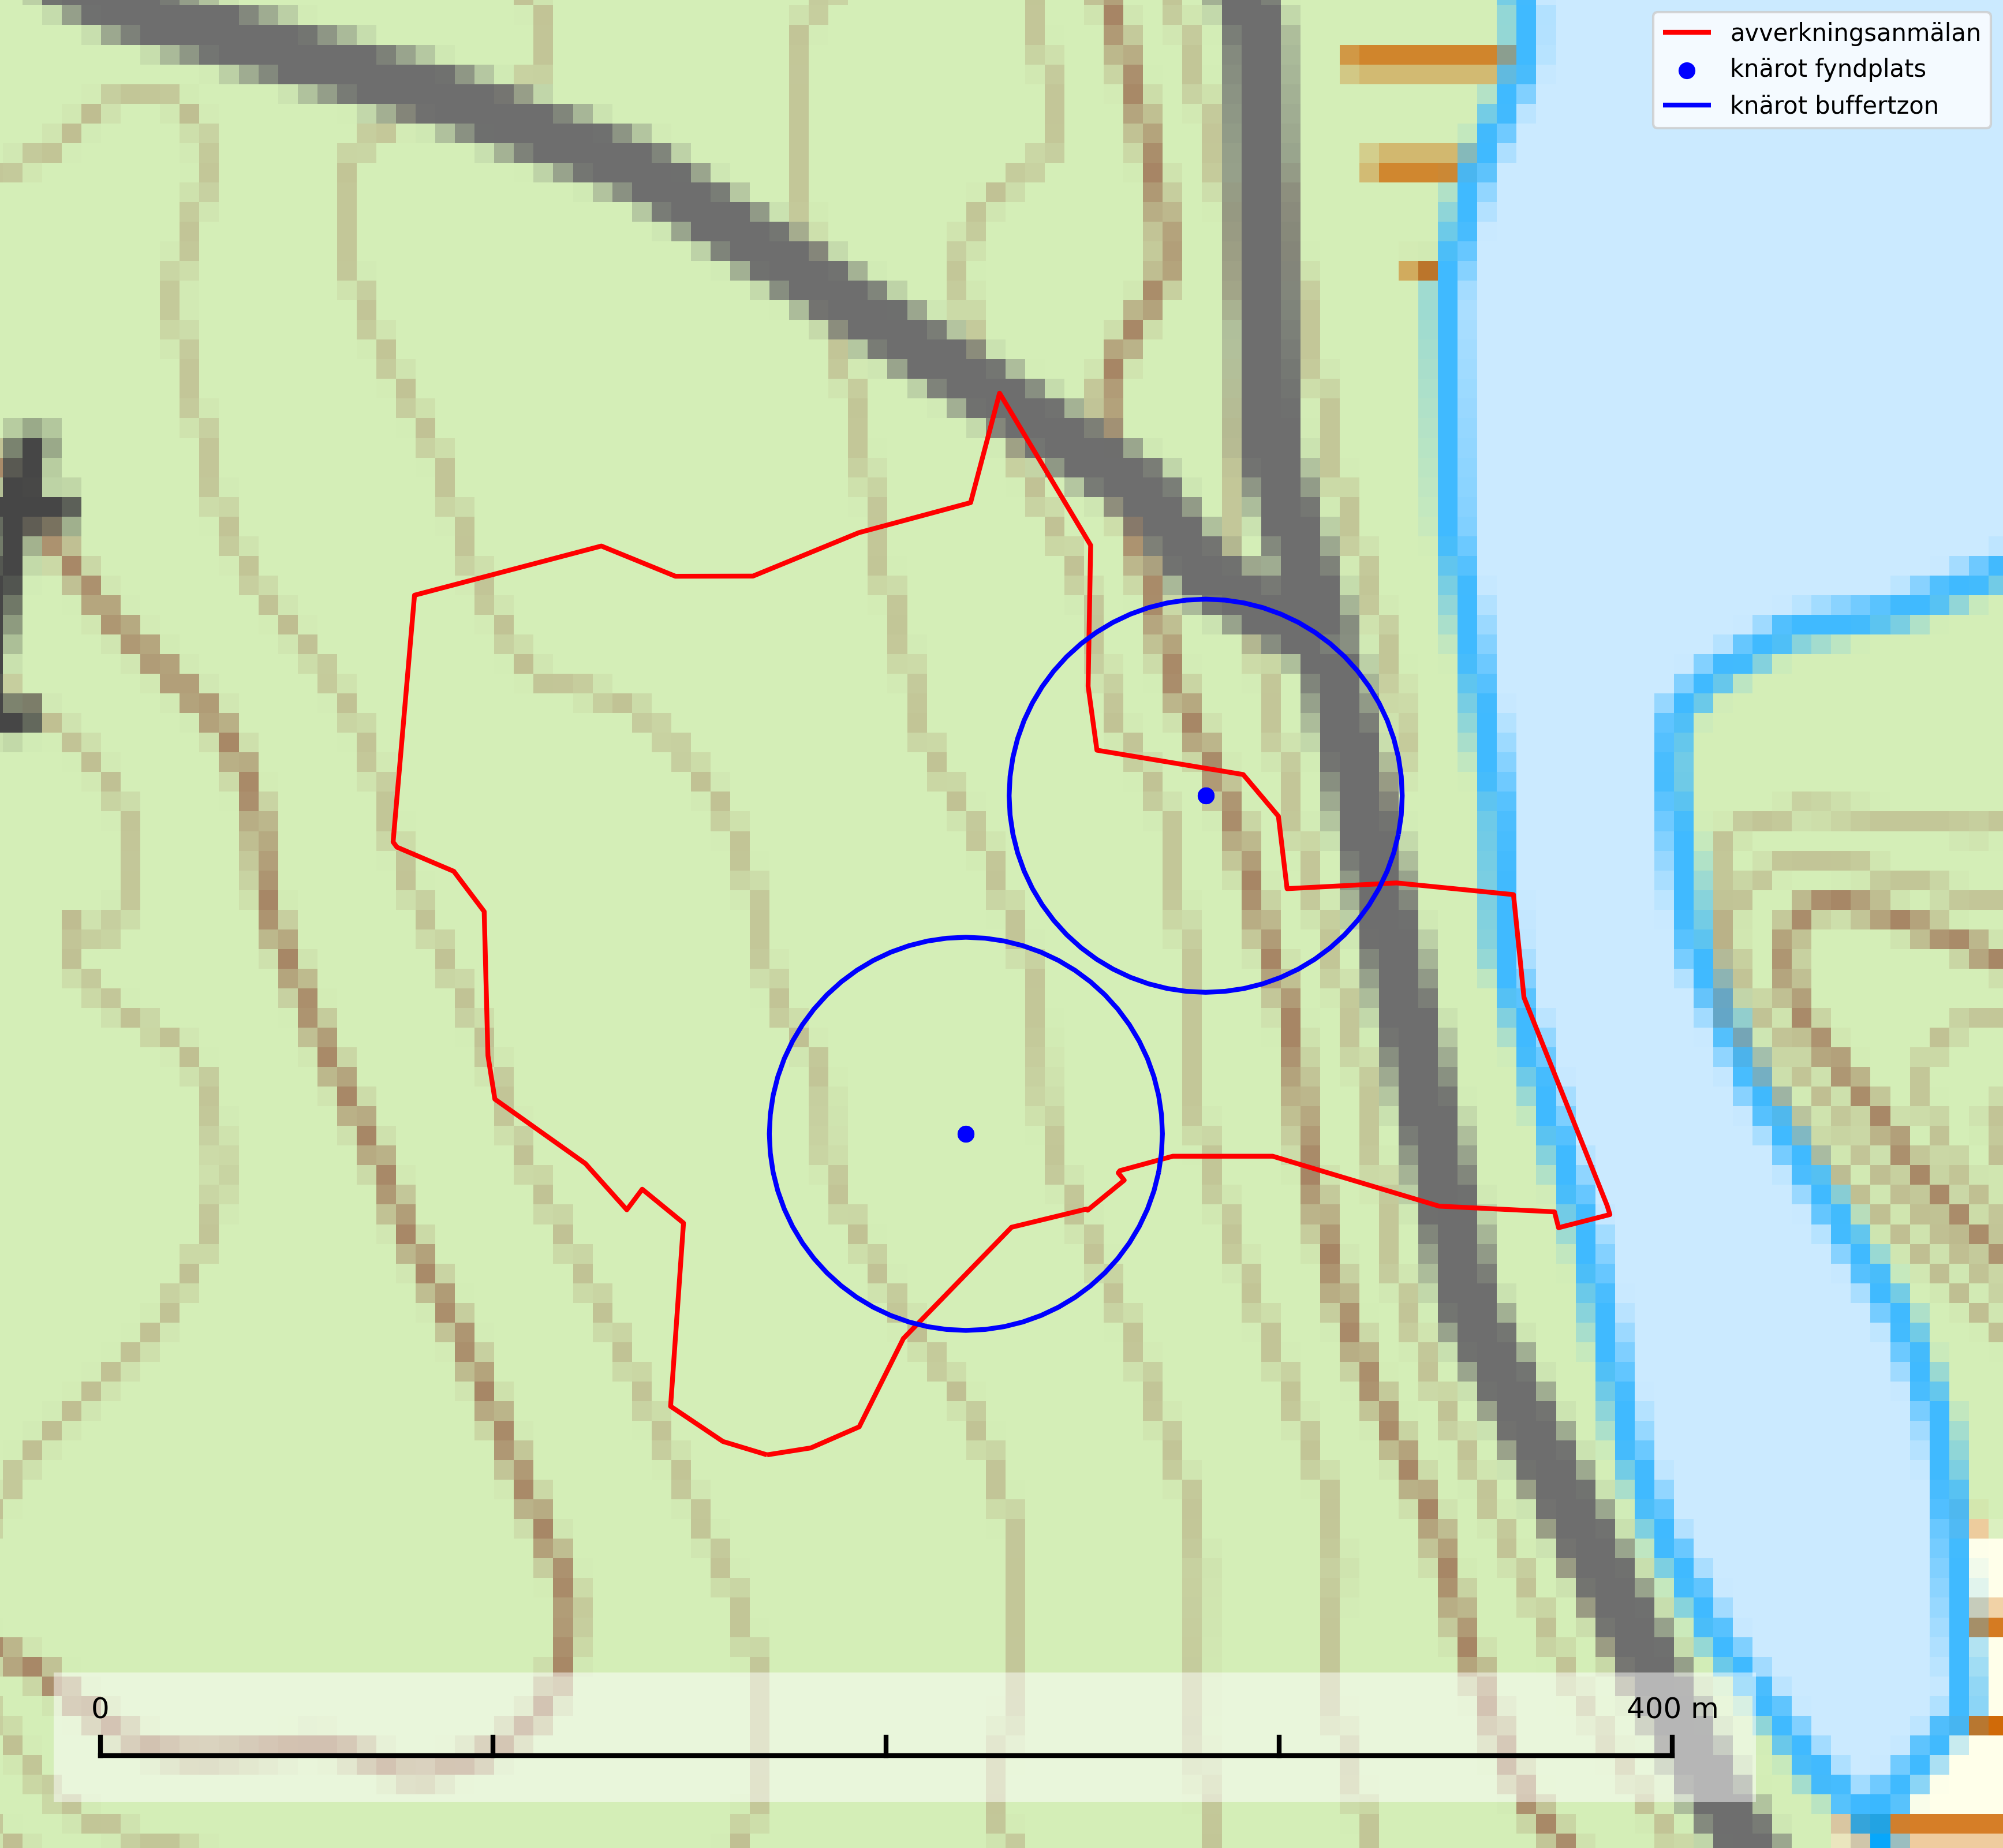 avverkningsanmälan
knärot fyndplats
knärot buffertzon
0
400 m